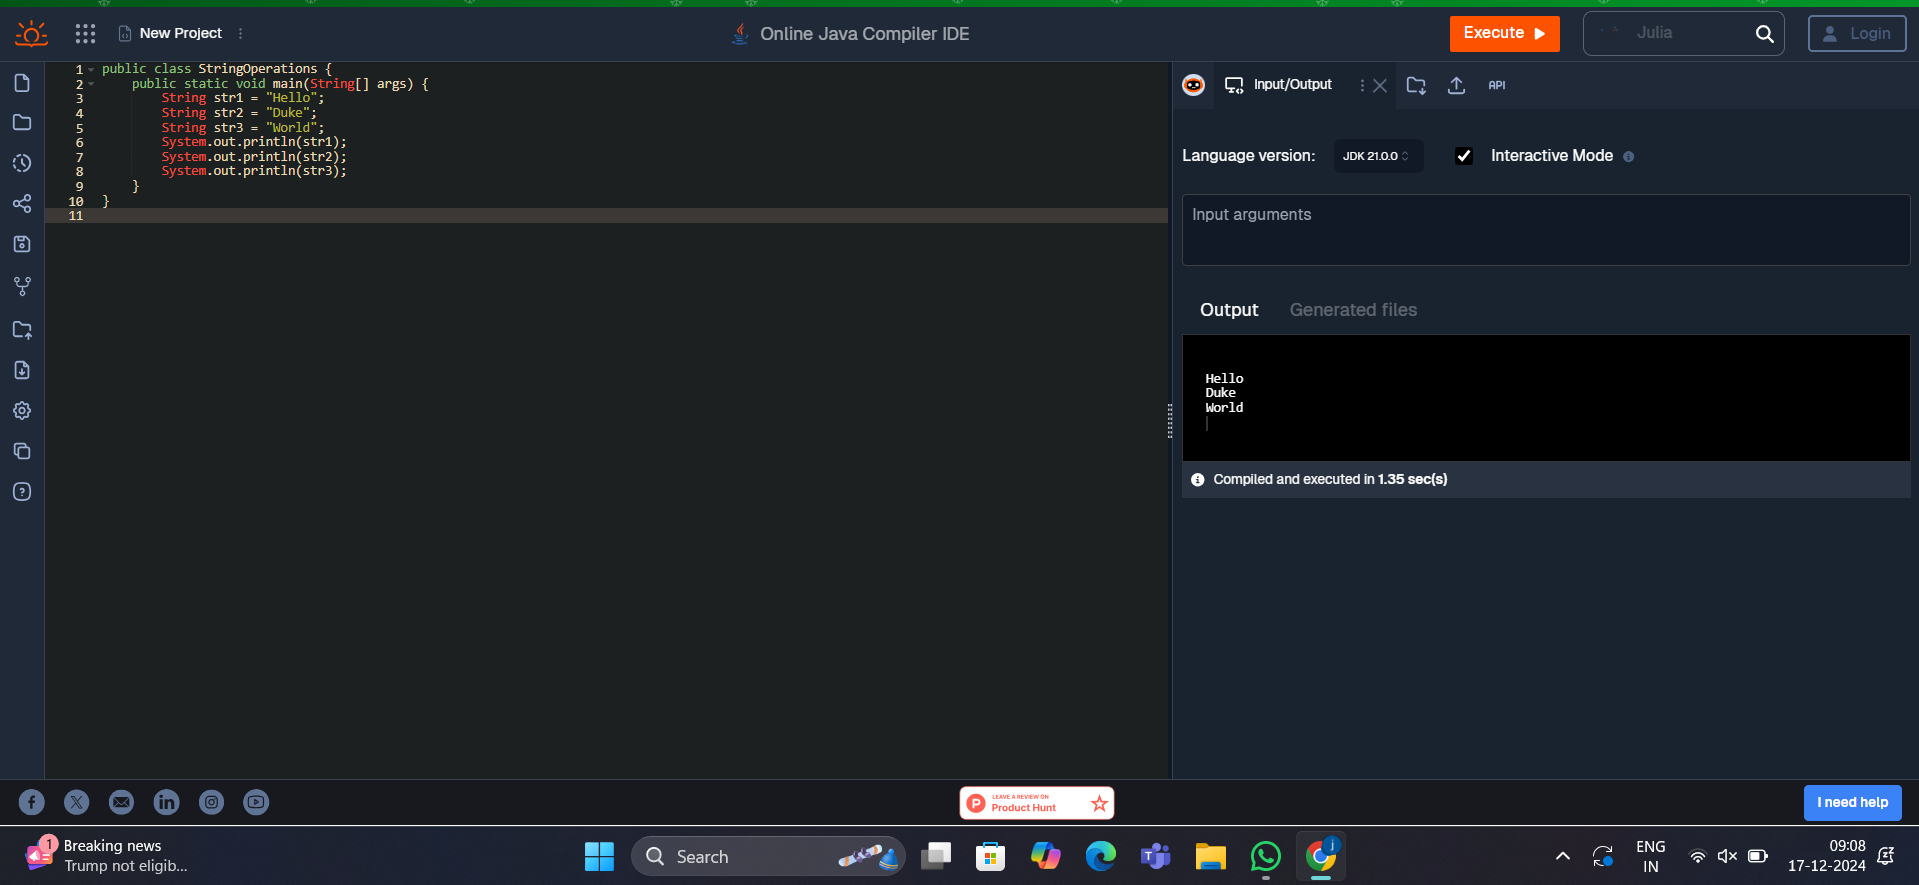 New Project
Online Java Compiler IDE
Execute
Julia
Login
1 public class StringOperations {
2     public static void main(String[] args) {
3         String str1 = "Hello";
4         String str2 = "Duke";
5         String str3 = "World";
6         System.out.println(str1);
7         System.out.println(str2);
8         System.out.println(str3);
9     }
10 }
11
Input/Output
API
Language version:
JDK 21.0.0
Interactive Mode
Input arguments
Output
Generated files
Hello
Duke
World
Compiled and executed in 1.35 sec(s)
LEAVE A REVIEW ON
Product Hunt
I need help
1
Breaking news
Trump not eligib...
Search
j
ENG
IN
09:08
17-12-2024